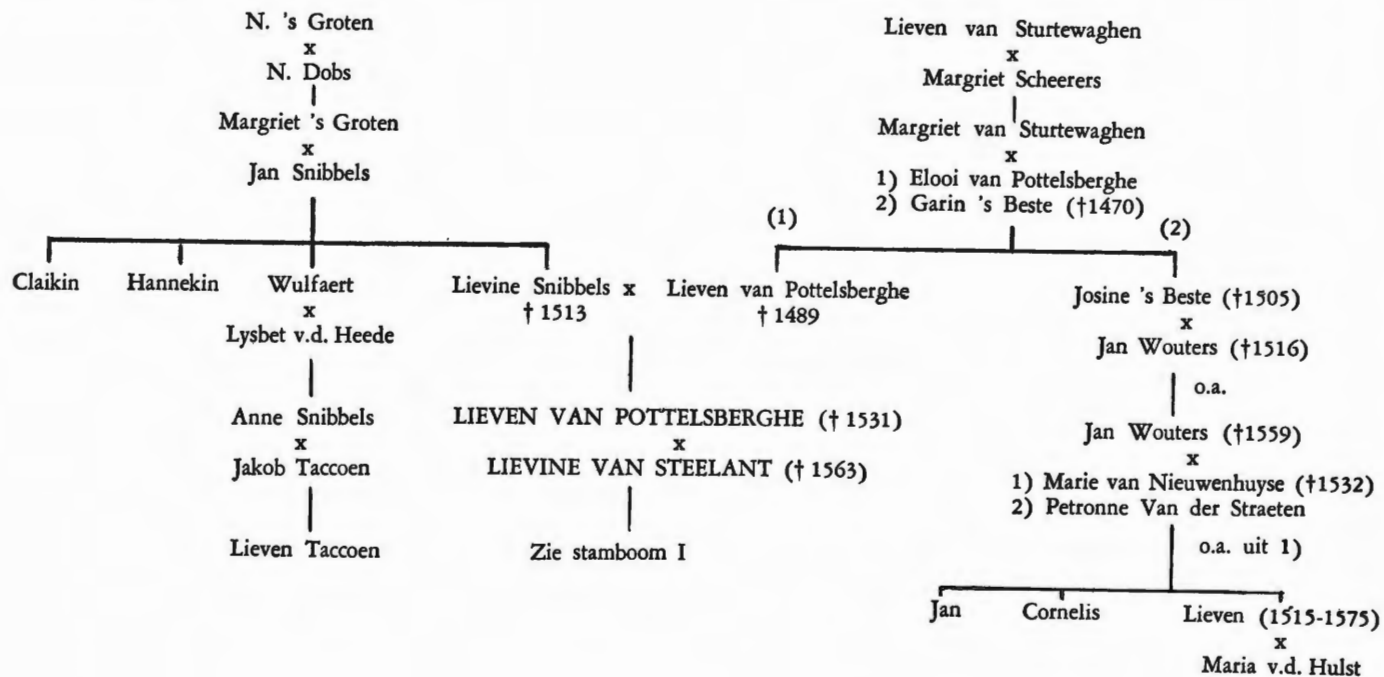 N. 's Groten
x
N. Dobs
Margriet 's Groten
x
Jan Snibbels
Lieven van Sturtewaghen
x
Margriet Scheerers
Margriet van Sturtewaghen
x
1) Elooi van Pottelsberghe
2) Garin 's Beste (†1470)
(1)
(2)
Claikin
Hannekin
Wulfaert
x
Lysbet v.d. Heede
Anne Snibbels
x
Jakob Taccoen
Lieven Taccoen
Lievine Snibbels x
† 1513
Lieven van Pottelsberghe
† 1489
LIEVEN VAN POTTELSBERGHE († 1531)
x
LIEVINE VAN STEELANT († 1563)
Zie stamboom I
Josine 's Beste (†1505)
x
Jan Wouters (†1516)
o.a.
Jan Wouters (†1559)
x
1) Marie van Nieuwenhuyse (†1532)
2) Petronne Van der Straeten
o.a. uit 1)
Jan
Cornelis
Lieven (1515-1575)
x
Maria v.d. Hulst